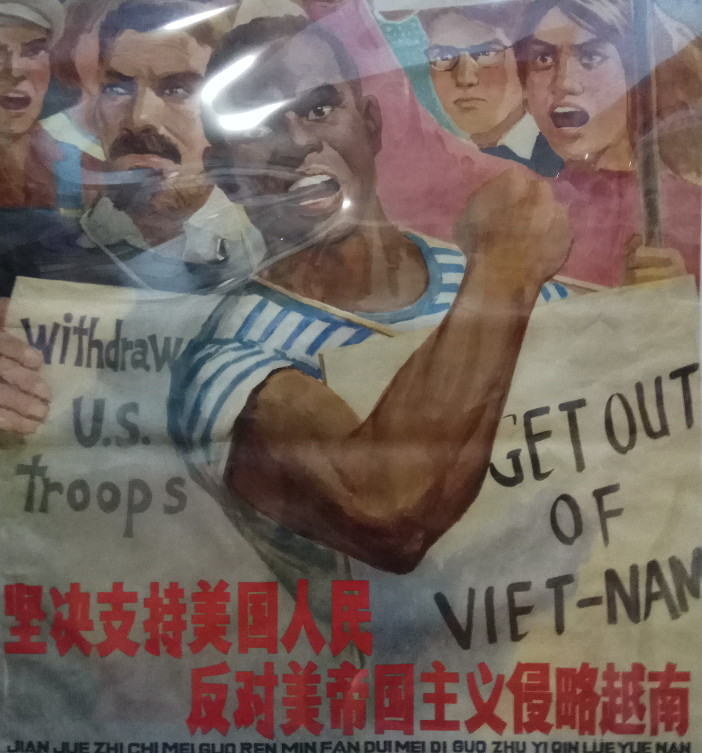 withdraw
U.S.
troops
GET OUT
OF
VIET-NAM
坚决支持美国人民
反对美帝国主义侵略越南
JIAN JUE ZHI CHI MEI GUO REN MIN FAN DUI MEI DI GUO ZHU YI QIN LÜE YUE NAN